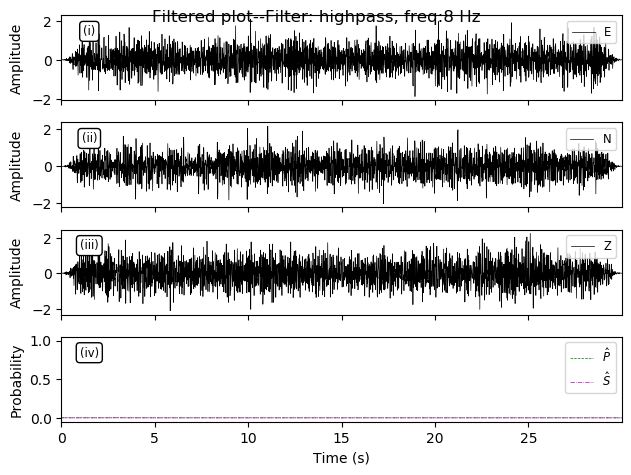 Filtered plot--Filter: highpass, freq:8 Hz
2
0
−2
Amplitude
(i)
E
2
0
−2
Amplitude
(ii)
N
2
0
−2
Amplitude
(iii)
Z
1.0
0.5
0.0
Probability
(iv)
P̂
Ŝ
0 5 10 15 20 25
Time (s)